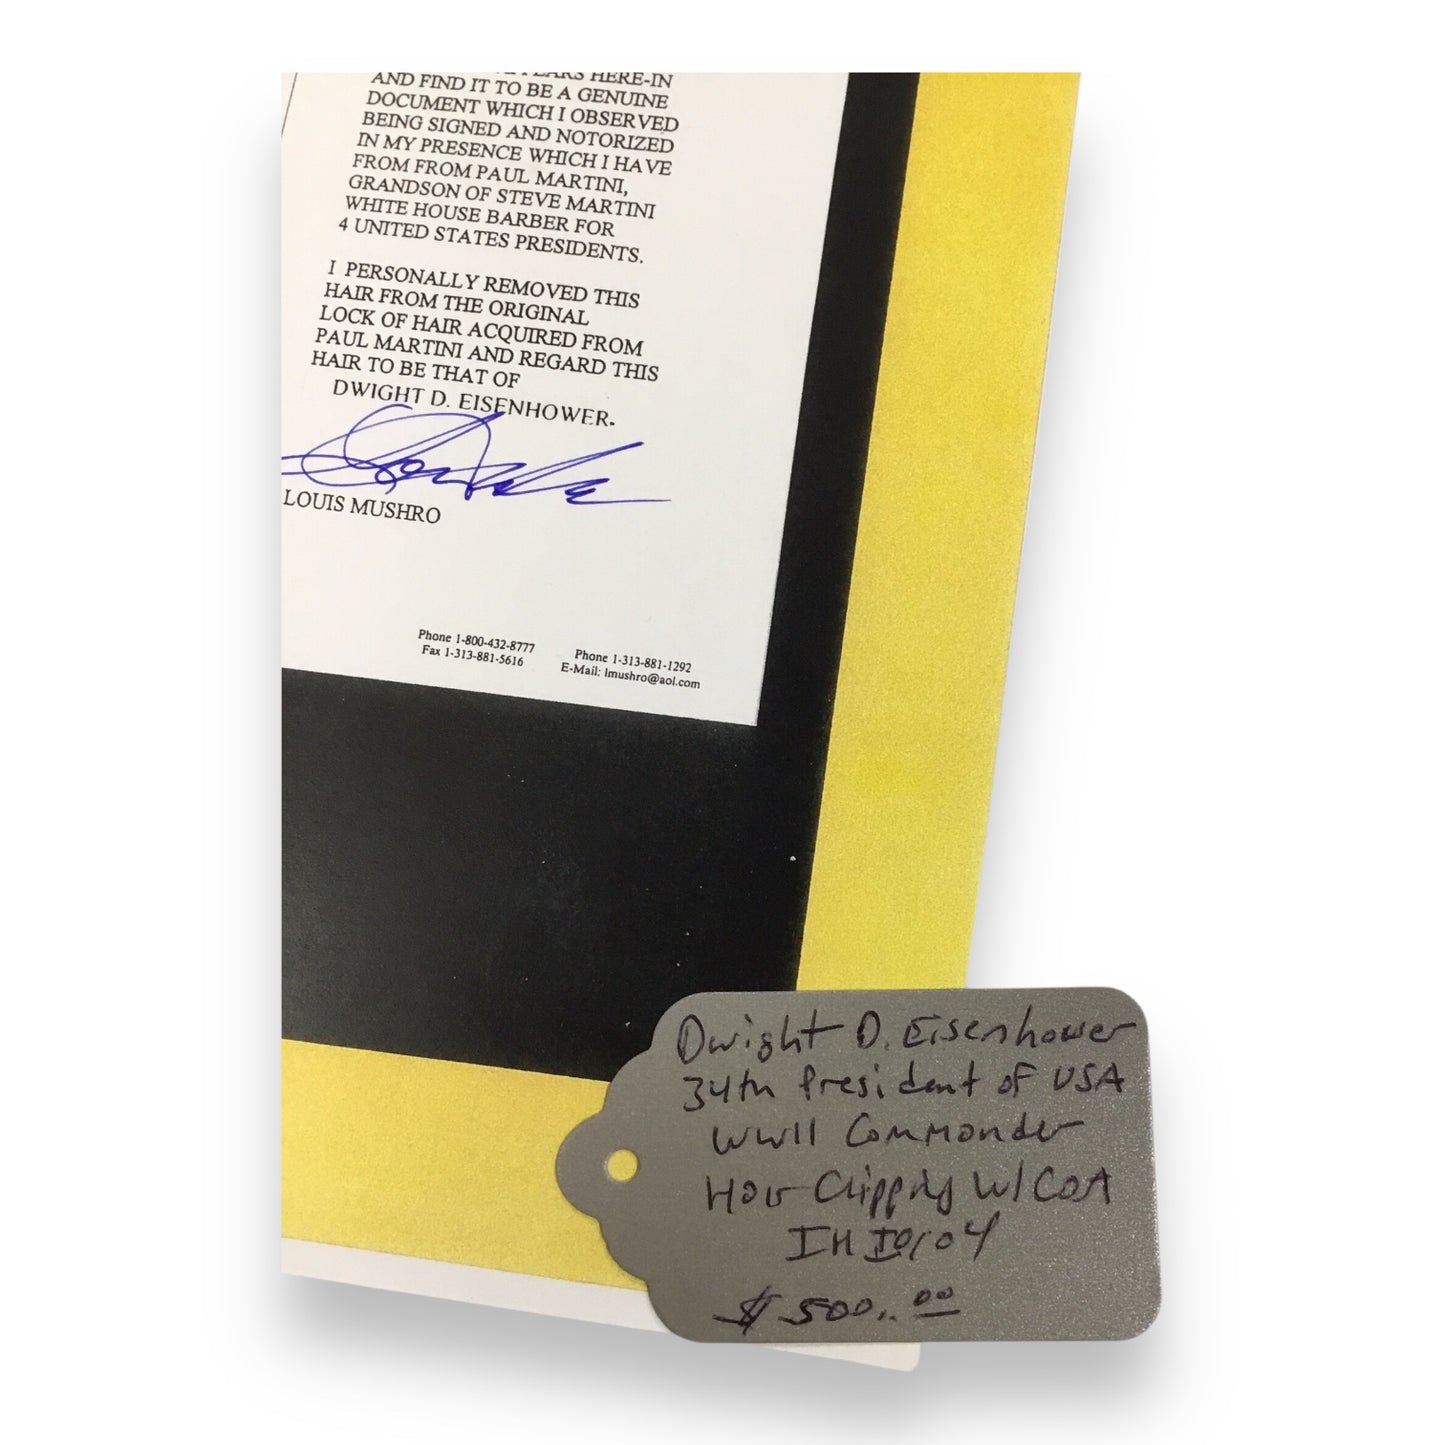 HERE-IN
AND FIND IT TO BE A GENUINE
DOCUMENT WHICH I OBSERVED
BEING SIGNED AND NOTORIZED
IN MY PRESENCE WHICH I HAVE
FROM FROM PAUL MARTINI,
GRANDSON OF STEVE MARTINI
WHITE HOUSE BARBER FOR
4 UNITED STATES PRESIDENTS.
I PERSONALLY REMOVED THIS
HAIR FROM THE ORIGINAL
LOCK OF HAIR ACQUIRED FROM
PAUL MARTINI AND REGARD THIS
HAIR TO BE THAT OF
DWIGHT D. EISENHOWER.
LOUIS MUSHRO
Phone 1-800-432-8777
Fax 1-313-881-5616
Phone 1-313-881-1292
E-Mail: lmushro@aol.com
Dwight D. Eisenhower
34th President of USA
WWII Commander
Hair Clipping W/ COA
$ 500.00